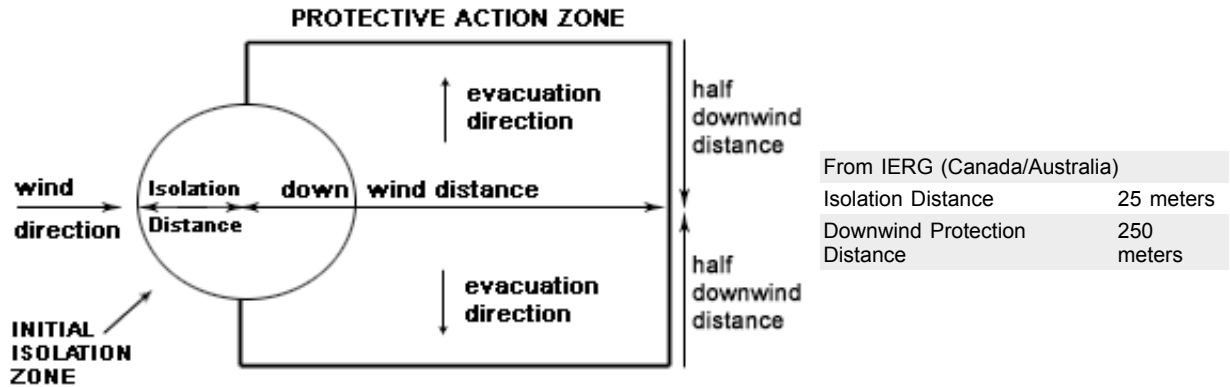 PROTECTIVE ACTION ZONE
evacuation
direction
half
downwind
distance
wind
direction
Isolation
Distance
down wind distance
evacuation
direction
half
downwind
distance
INITIAL
ISOLATION
ZONE
From IERG (Canada/Australia)
Isolation Distance 25 meters
Downwind Protection 250
Distance meters